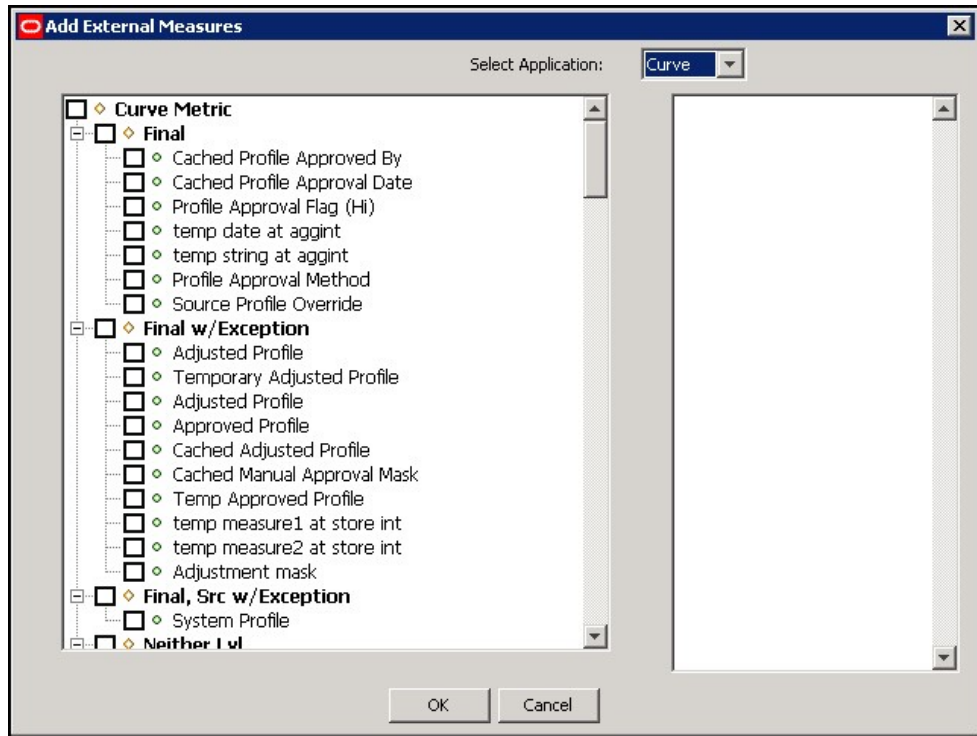 Add External Measures
Select Application:
Curve
Curve Metric
Final
Cached Profile Approved By
Cached Profile Approval Date
Profile Approval Flag (Hi)
temp date at aggint
temp string at aggint
Profile Approval Method
Source Profile Override
Final w/Exception
Adjusted Profile
Temporary Adjusted Profile
Adjusted Profile
Approved Profile
Cached Adjusted Profile
Cached Manual Approval Mask
Temp Approved Profile
temp measure1 at store int
temp measure2 at store int
Adjustment mask
Final, Src w/Exception
System Profile
Neither Lvl
OK
Cancel